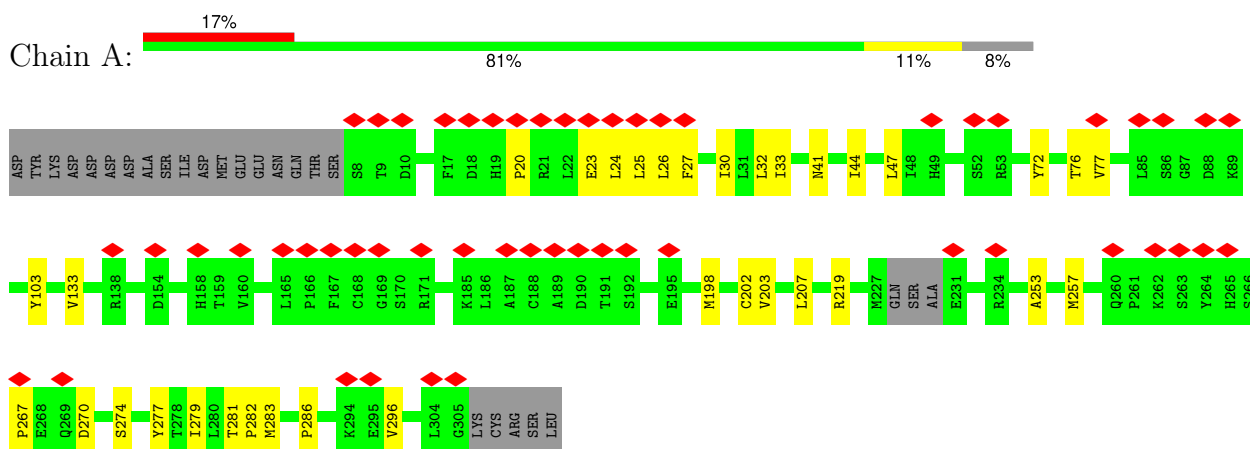 17%
Chain A:
81% 11% 8%
ASP TYR LYS ASP ASP ASP ASP ALA SER ILE ASP MET GLU GLU ASN GLN THR SER S8 T9 D10 F17 D18 H19 P20 R21 L22 E23 L24 L25 L26 F27 I30 L31 L32 I33 N41 I44 L47 I48 H49 S52 R53 Y72 T76 V77 L85 S86 G87 D88 K89
Y103 V133 R138 D154 H158 T159 V160 L165 P166 F167 C168 G169 S170 R171 K185 L186 A187 C188 A189 D190 T191 S192 E195 M198 C202 V203 L207 R219 M227 GLN SER ALA E231 R234 A253 M257 Q260 P261 K262 S263 Y264 H265 S266
P267 E268 Q269 D270 S274 Y277 T278 I279 L280 T281 P282 M283 P286 K294 E295 V296 L304 G305 LYS CYS ARG SER LEU